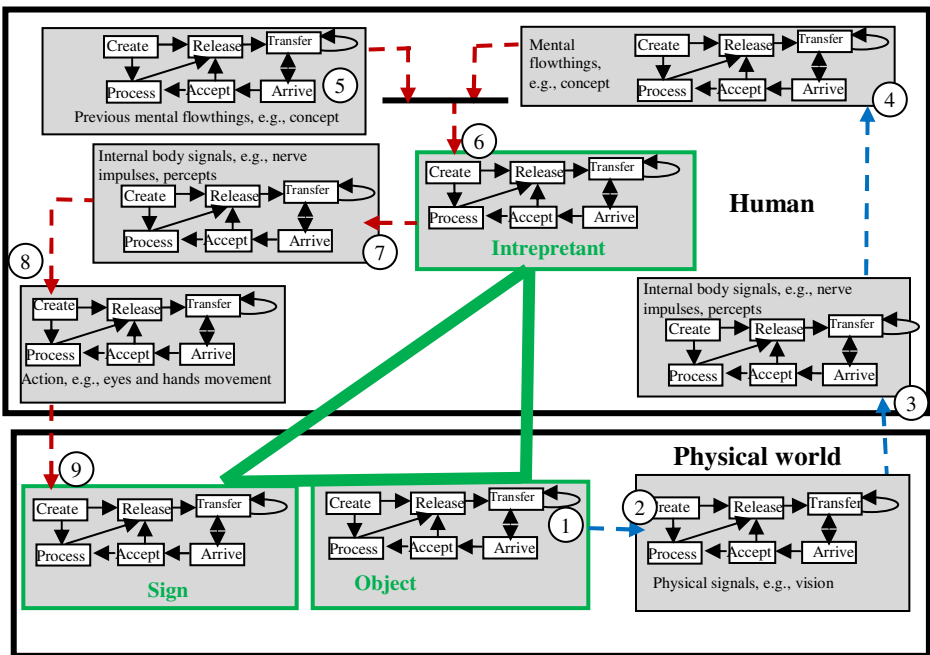 Create Release Transfer
Process Accept Arrive
5
Previous mental flowthings, e.g., concept
Mental
flowthings,
e.g., concept
Create Release Transfer
Process Accept Arrive
4
6
Internal body signals, e.g., nerve
impulses, percepts
Create Release Transfer
Process Accept Arrive
7
Create Release Transfer
Process Accept Arrive
Intrepretant
Human
8
Create Release Transfer
Process Accept Arrive
Action, e.g., eyes and hands movement
Internal body signals, e.g., nerve
impulses, percepts
Create Release Transfer
Process Accept Arrive
3
Physical world
9
Create Release Transfer
Process Accept Arrive
Sign
Create Release Transfer
Process Accept Arrive
1
Object
2
Create Release Transfer
Process Accept Arrive
Physical signals, e.g., vision